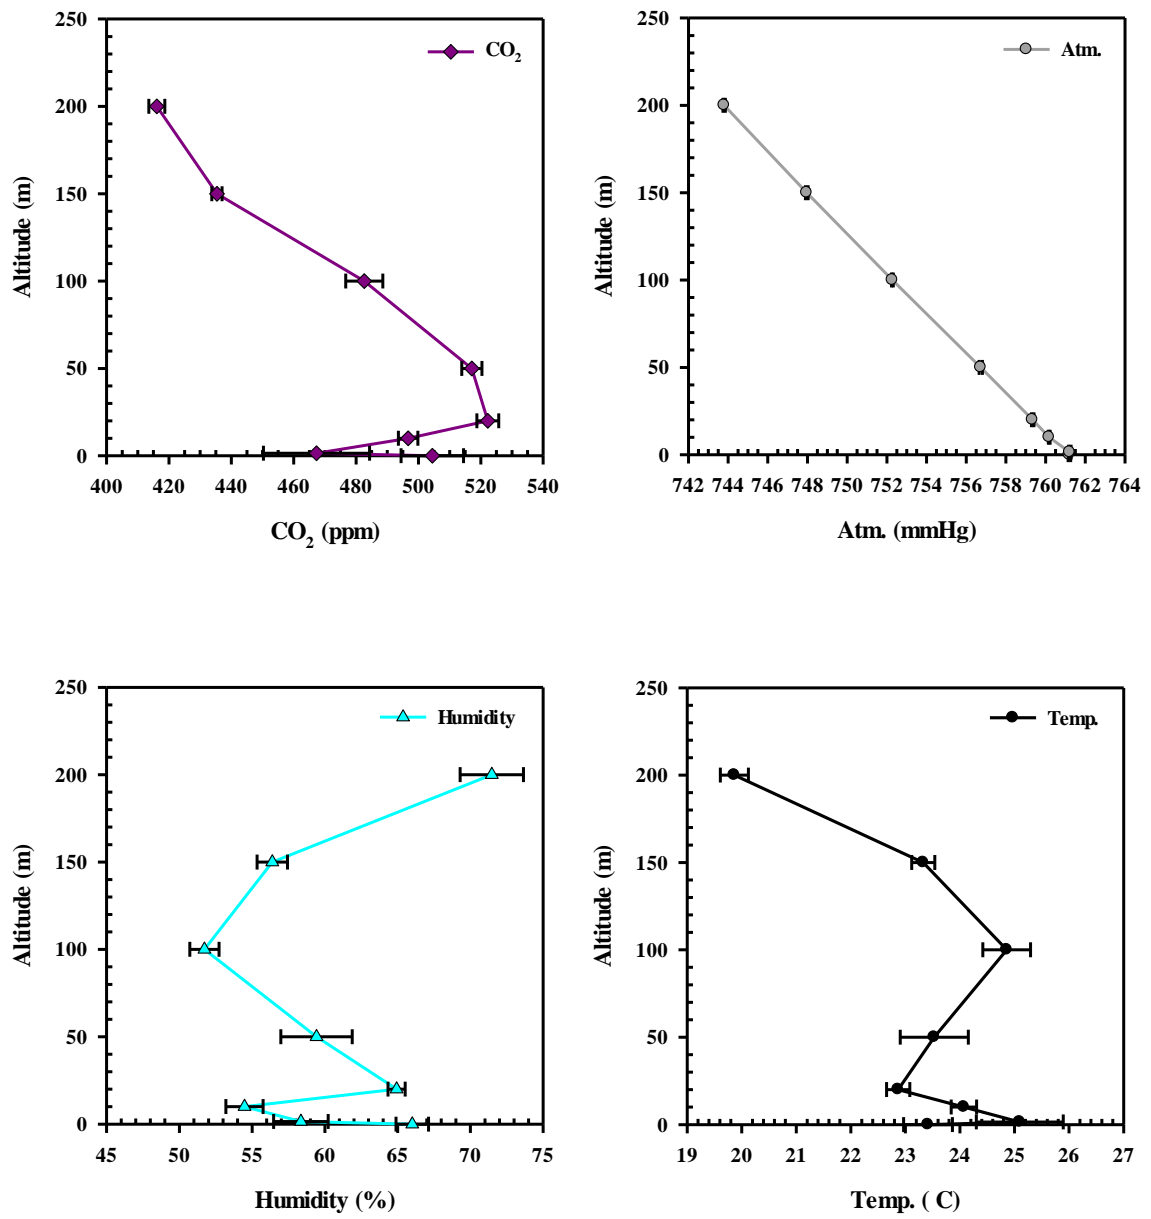 250
200
150
100
50
0
Altitude (m)
CO2
400 420 440 460 480 500 520 540
CO2 (ppm)
250
200
150
100
50
0
Altitude (m)
Atm.
742 744 746 748 750 752 754 756 758 760 762 764
Atm. (mmHg)
250
200
150
100
50
0
Altitude (m)
Humidity
45 50 55 60 65 70 75
Humidity (%)
250
200
150
100
50
0
Altitude (m)
Temp.
19 20 21 22 23 24 25 26 27
Temp. ( C)